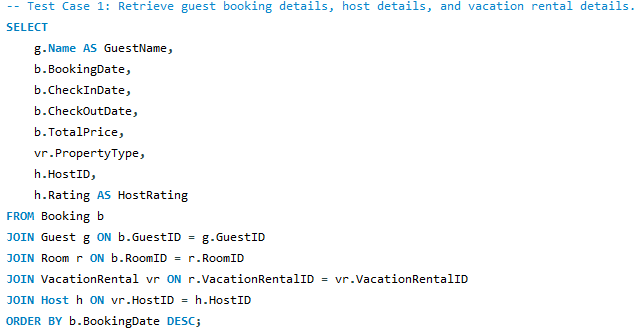 -- Test Case 1: Retrieve guest booking details, host details, and vacation rental details.
SELECT
    g.Name AS GuestName,
    b.BookingDate,
    b.CheckInDate,
    b.CheckOutDate,
    b.TotalPrice,
    vr.PropertyType,
    h.HostID,
    h.Rating AS HostRating
FROM Booking b
JOIN Guest g ON b.GuestID = g.GuestID
JOIN Room r ON b.RoomID = r.RoomID
JOIN VacationRental vr ON r.VacationRentalID = vr.VacationRentalID
JOIN Host h ON vr.HostID = h.HostID
ORDER BY b.BookingDate DESC;